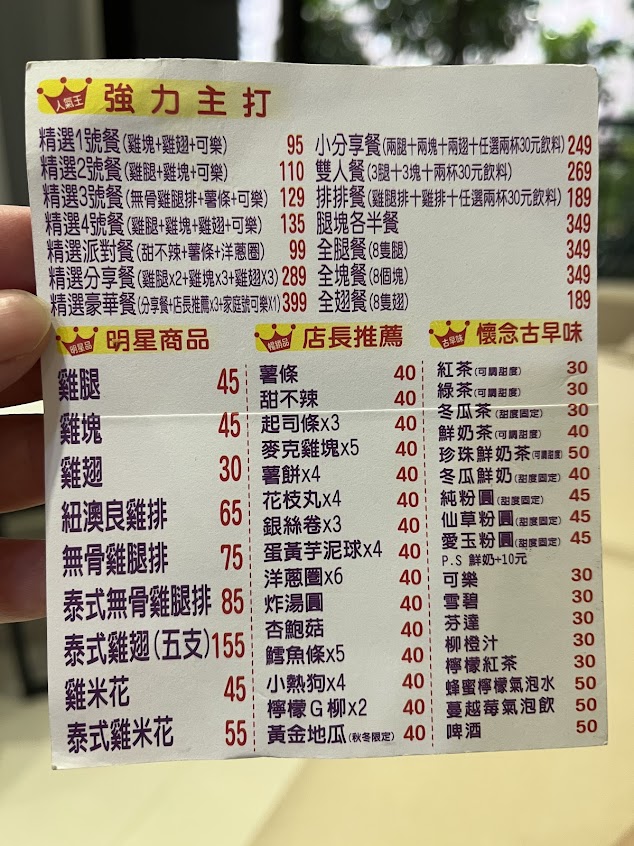 人氣王 強力主打
精選1號餐(雞塊+雞翅+可樂) 95
精選2號餐(雞腿+雞塊+可樂) 110
精選3號餐(無骨雞腿排+薯條+可樂) 129
精選4號餐(雞腿+雞塊+雞翅+可樂) 135
精選派對餐(甜不辣+薯條+洋蔥圈) 99
精選分享餐(雞腿x2+雞塊x3+雞翅x3) 289
精選豪華餐(分享餐+店長推薦x3+家庭號可樂X1) 399
小分享餐(兩腿十兩塊十兩翅十任選兩杯30元飲料) 249
雙人餐(3腿十3塊十兩杯30元飲料) 269
排排餐(雞腿排十雞排十任選兩杯30元飲料) 189
腿塊各半餐 349
全腿餐(8隻腿) 349
全塊餐(8個塊) 349
全翅餐(8隻翅) 189
明星品 明星商品
雞腿 45
雞塊 45
雞翅 30
紐澳良雞排 65
無骨雞腿排 75
泰式無骨雞腿排 85
泰式雞翅(五支) 155
雞米花 45
泰式雞米花 55
暢銷品 店長推薦
薯條 40
甜不辣 40
起司條x3 40
麥克雞塊x5 40
薯餅x4 40
花枝丸x4 40
銀絲卷x3 40
蛋黃芋泥球x4 40
洋蔥圈x6 40
炸湯圓 40
杏鮑菇 40
鱈魚條x5 40
小熱狗x4 40
檸檬G柳x2 40
黃金地瓜(秋冬限定) 40
古早味 懷念古早味
紅茶(可調甜度) 30
綠茶(可調甜度) 30
冬瓜茶(甜度固定) 30
鮮奶茶(可調甜度) 40
珍珠鮮奶茶(可調甜度) 50
冬瓜鮮奶(甜度固定) 40
純粉圓(甜度固定) 45
仙草粉圓(甜度固定) 45
愛玉粉圓(甜度固定) 45
P.S 鮮奶+10元
可樂 30
雪碧 30
芬達 30
柳橙汁 30
檸檬紅茶 30
蜂蜜檸檬氣泡水 50
蔓越莓氣泡飲 50
啤酒 50